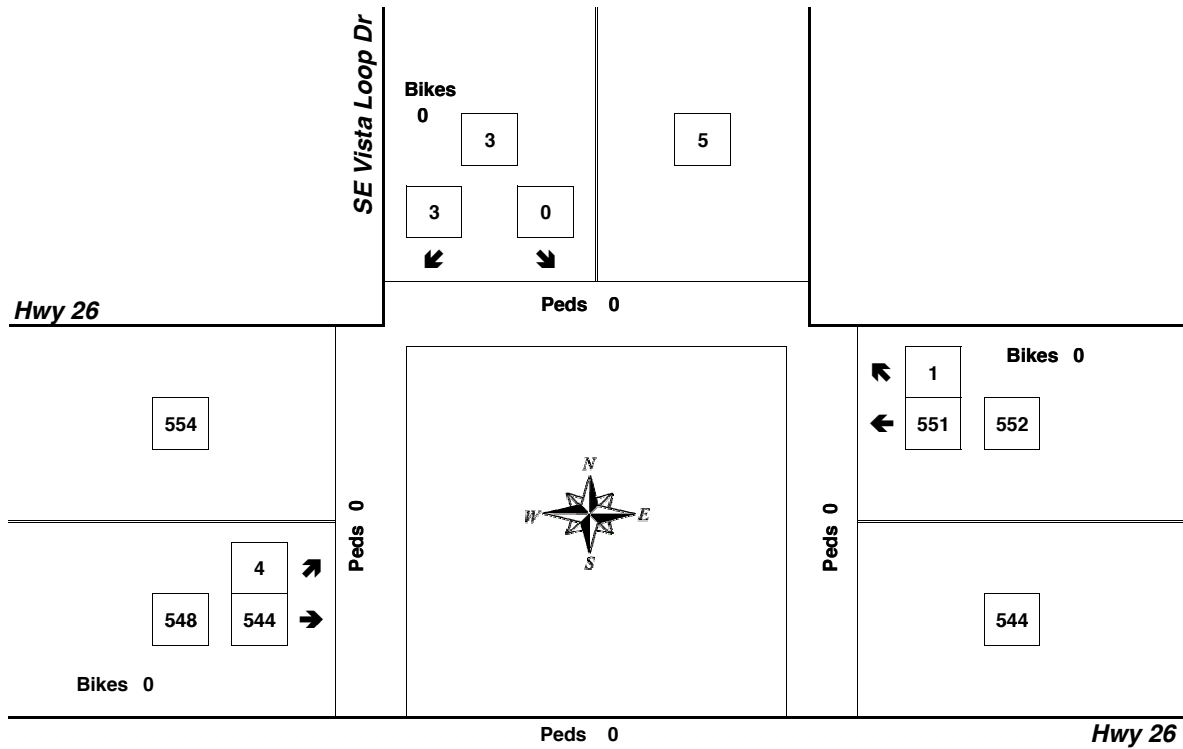 SE Vista Loop Dr
Bikes
0
3
5
3
0
Peds 0
Hwy 26
Bikes 0
1
554
551
552
N
W
E
S
Peds 0
Peds 0
4
548
544
544
Bikes 0
Peds 0
Hwy 26